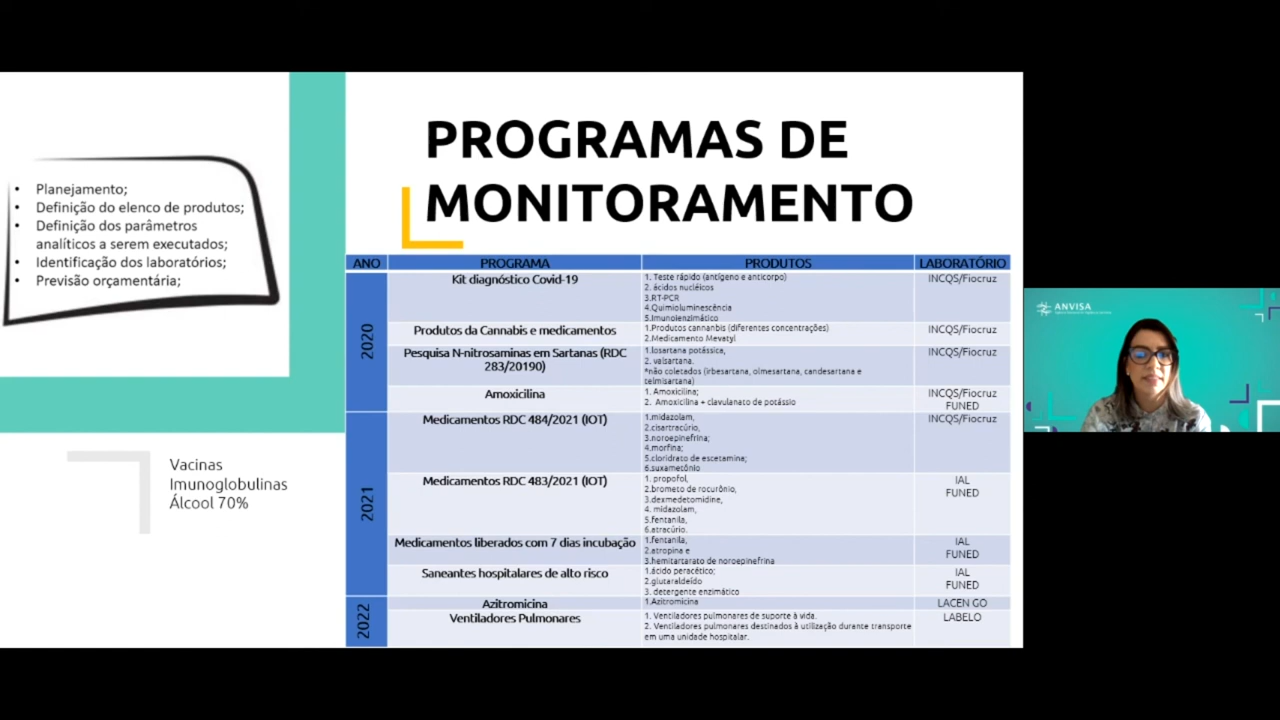 PROGRAMAS DE
MONITORAMENTO
• Planejamento;
• Definição do elenco de produtos;
• Definição dos parâmetros
analíticos a serem executados;
• Identificação dos laboratórios;
• Previsão orçamentária;
Vacinas
Imunoglobulinas
Álcool 70%
ANO PROGRAMA PRODUTOS LABORATÓRIO
2020
Kit diagnóstico Covid-19
1. Teste rápido (antígeno e anticorpo)
2. ácidos nucléicos
3.RT-PCR
4.Quimioluminescência
5.Imunoienzimático
INCQS/Fiocruz
Produtos da Cannabis e medicamentos
1.Produtos cannanbis (diferentes concentrações)
2.Medicamento Mevatyl
INCQS/Fiocruz
Pesquisa N-nitrosaminas em Sartanas (RDC
283/20190)
1.losartana potássica,
2. valsartana.
*não coletados (irbesartana, olmesartana, candesartana e
telmisartana)
INCQS/Fiocruz
Amoxicilina
1. Amoxicilina;
2. Amoxicilina + clavulanato de potássio
INCQS/Fiocruz
FUNED
2021
Medicamentos RDC 484/2021 (IOT)
1.midazolam,
2.cisartracúrio,
3.noroepinefrina;
4.morfina;
5.cloridrato de escetamina;
6.suxametônio
INCQS/Fiocruz
Medicamentos RDC 483/2021 (IOT)
1. propofol,
2.brometo de rocurônio,
3.dexmedetomidine,
4. midazolam,
5.fentanila,
6.atracúrio.
IAL
FUNED
Medicamentos liberados com 7 dias incubação
1.fentanila,
2.atropina e
3.hemitartarato de noroepinefrina
IAL
FUNED
Saneantes hospitalares de alto risco
1.ácido peracético;
2.glutaraldeído
3. detergente enzimático
IAL
FUNED
2022
Azitromicina
1.Azitromicina
LACEN GO
Ventiladores Pulmonares
1. Ventiladores pulmonares de suporte à vida.
2. Ventiladores pulmonares destinados à utilização durante transporte
em uma unidade hospitalar.
LABELO
ANVISA